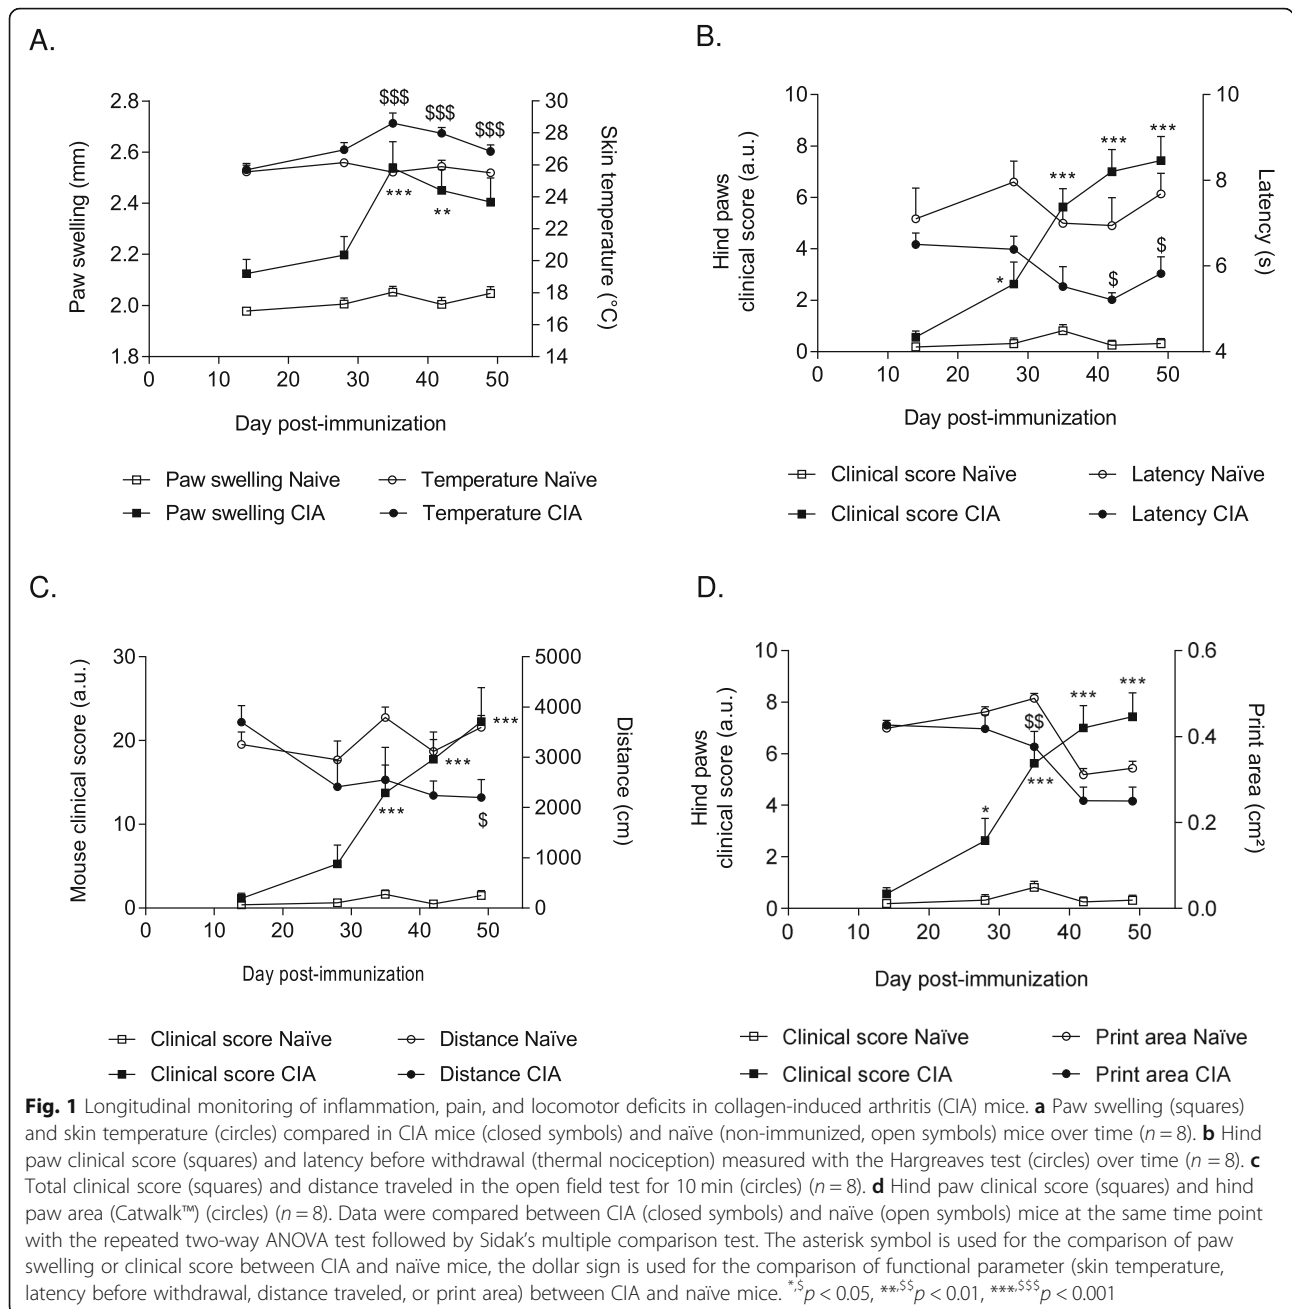 A.
2.8
2.6
2.4
2.2
2.0
1.8
Paw swelling (mm)
30
28
26
24
22
20
18
16
14
Skin temperature (°C)
$$$
$$$
$$$
***
**
0 10 20 30 40 50
Day post-immunization
Paw swelling Naive
Temperature Naïve
Paw swelling CIA
Temperature CIA
B.
10
8
6
4
2
0
Hind paws
clinical score (a.u.)
10
8
6
4
Latency (s)
*
***
***
***
$
$
0 10 20 30 40 50
Day post-immunization
Clinical score Naïve
Latency Naïve
Clinical score CIA
Latency CIA
C.
30
20
10
0
Mouse clinical score (a.u.)
5000
4000
3000
2000
1000
0
Distance (cm)
***
***
***
$
0 10 20 30 40 50
Day post-immunization
Clinical score Naïve
Distance Naïve
Clinical score CIA
Distance CIA
D.
10
8
6
4
2
0
Hind paws
clinical score (a.u.)
0.6
0.4
0.2
0.0
Print area (cm²)
*
$$
***
***
***
0 10 20 30 40 50
Day post-immunization
Clinical score Naïve
Print area Naïve
Clinical score CIA
Print area CIA
Fig. 1 Longitudinal monitoring of inflammation, pain, and locomotor deficits in collagen-induced arthritis (CIA) mice. a Paw swelling (squares)
and skin temperature (circles) compared in CIA mice (closed symbols) and naïve (non-immunized, open symbols) mice over time (n = 8). b Hind
paw clinical score (squares) and latency before withdrawal (thermal nociception) measured with the Hargreaves test (circles) over time (n = 8). c
Total clinical score (squares) and distance traveled in the open field test for 10 min (circles) (n = 8). d Hind paw clinical score (squares) and hind
paw area (Catwalk™) (circles) (n = 8). Data were compared between CIA (closed symbols) and naïve (open symbols) mice at the same time point
with the repeated two-way ANOVA test followed by Sidak's multiple comparison test. The asterisk symbol is used for the comparison of paw
swelling or clinical score between CIA and naïve mice, the dollar sign is used for the comparison of functional parameter (skin temperature,
latency before withdrawal, distance traveled, or print area) between CIA and naïve mice. *,$p < 0.05, **,$$p < 0.01, ***,$$$p < 0.001